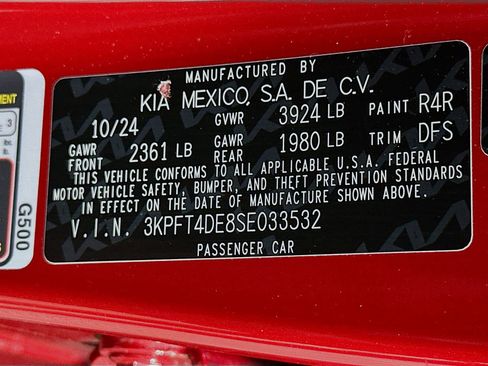 MANUFACTURED BY
KIA MEXICO, S.A. DE C.V.
10/24 GVWR 3924 LB PAINT R4R
GAWR FRONT 2361 LB GAWR REAR 1980 LB TRIM DFS
THIS VEHICLE CONFORMS TO ALL APPLICABLE U.S.A. FEDERAL
MOTOR VEHICLE SAFETY, BUMPER, AND THEFT PREVENTION STANDARDS
IN EFFECT ON THE DATE OF MANUFACTURE SHOWN ABOVE.
V.I.N. 3KPFT4DE8SE033532
PASSENGER CAR
G500
3